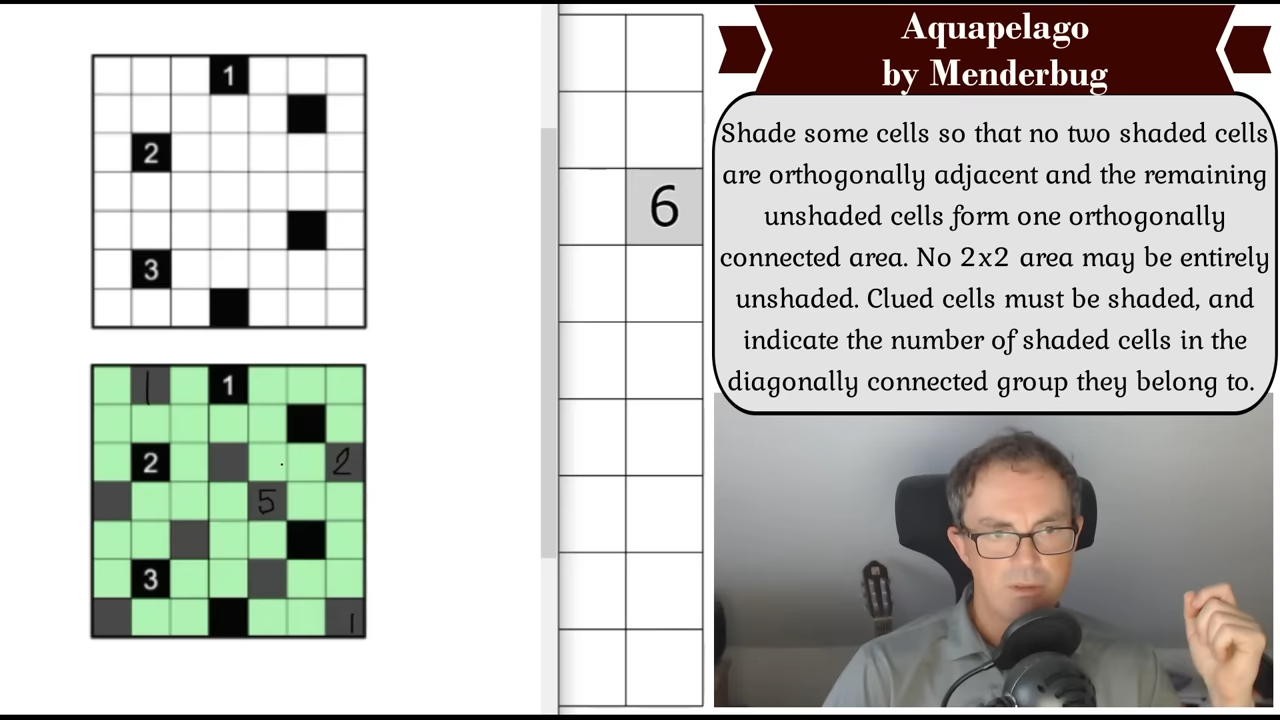 Aquapelago
by Menderbug
Shade some cells so that no two shaded cells
are orthogonally adjacent and the remaining
unshaded cells form one orthogonally
connected area. No 2x2 area may be entirely
unshaded. Clued cells must be shaded, and
indicate the number of shaded cells in the
diagonally connected group they belong to.
1
2
3
1 1
2 2
5
3
1
6